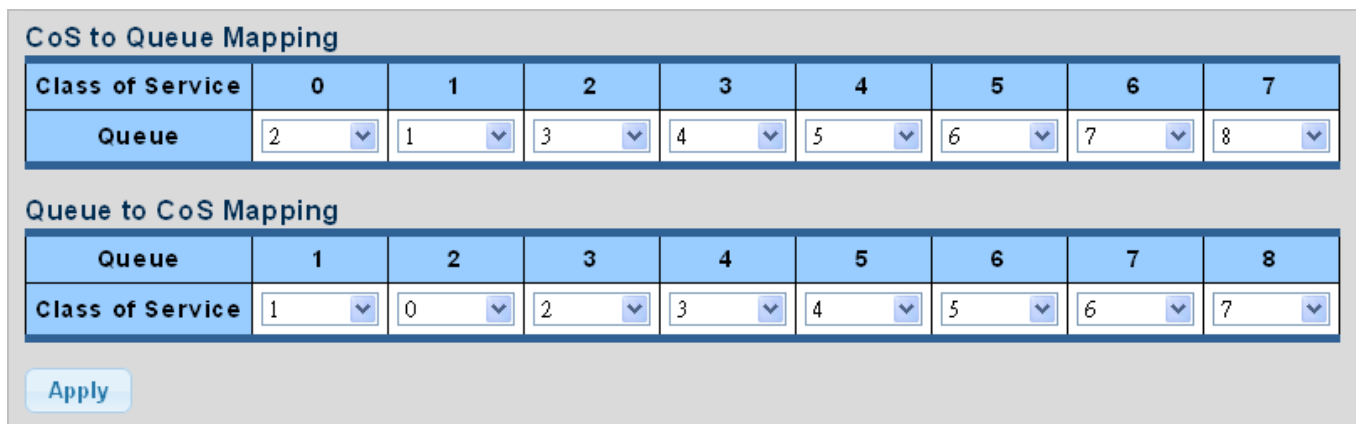 CoS to Queue Mapping
Class of Service 0 1 2 3 4 5 6 7
Queue 2 1 3 4 5 6 7 8
Queue to CoS Mapping
Queue 1 2 3 4 5 6 7 8
Class of Service 1 0 2 3 4 5 6 7
Apply